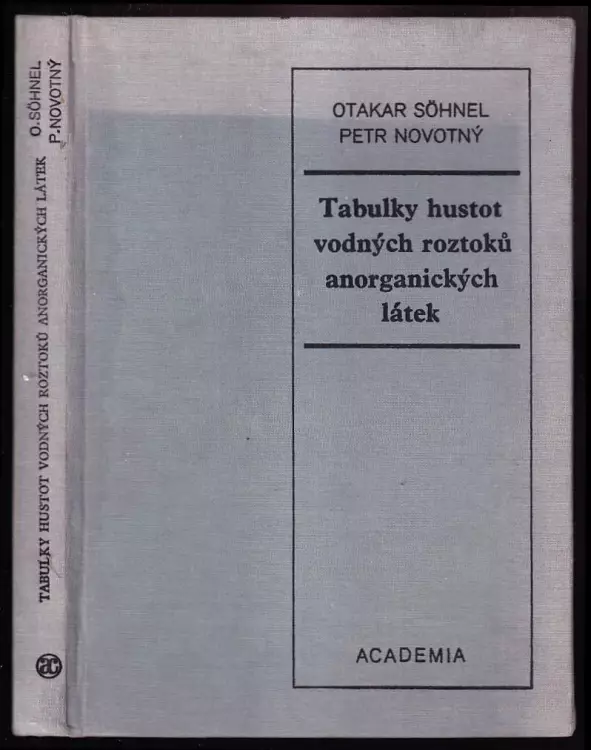 O. SÖHNEL
P. NOVOTNÝ
TABULKY HUSTOT VODNÝCH ROZTOKŮ ANORGANICKÝCH LÁTEK
OTAKAR SÖHNEL
PETR NOVOTNÝ
Tabulky hustot
vodných roztoků
anorganických
látek
ACADEMIA